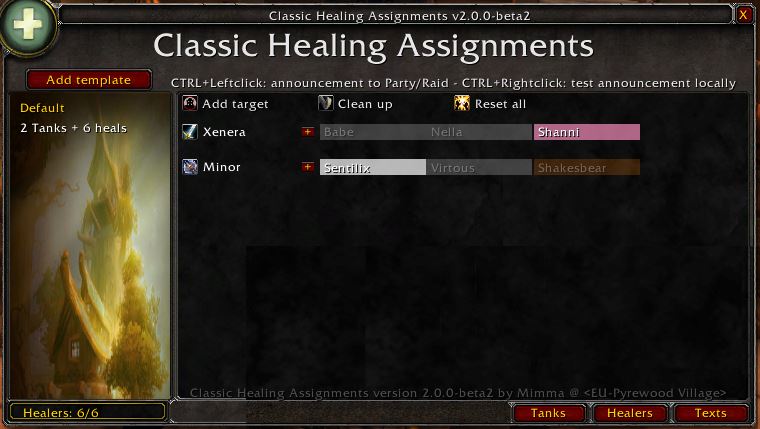 Classic Healing Assignments v2.0.0-beta2
X
Classic Healing Assignments
Add template
CTRL+Leftclick: announcement to Party/Raid - CTRL+Rightclick: test announcement locally
Default
2 Tanks + 6 heals
Add target
Clean up
Reset all
Xenera + Babe Nella Shanni
Minor + Sentilix Virtous Shakesbear
Classic Healing Assignments version 2.0.0-beta2 by Mimma @ <EU-Pyrewood Village>
Healers: 6/6
Tanks
Healers
Texts